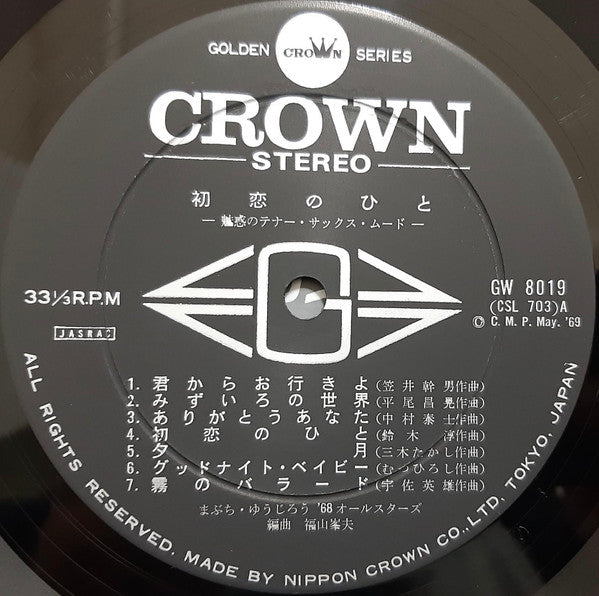 GOLDEN CROWN SERIES
CROWN
STEREO
初恋のひと
— 魅惑のテナー・サックス・ムード —
G
33⅓R.P.M
JASRAC
GW 8019
(CSL 703)A
Ⓒ C. M. P. May. '69
1. 君からお行きよ (笠井幹男作曲)
2. みずいろの世界 (平尾昌晃作曲)
3. ありがとうあなた (中村泰士作曲)
4. 初恋のひと (鈴木淳作曲)
5. 夕月 (三木たかし作曲)
6. グッドナイト・ベイビー (むつひろし作曲)
7. 霧のバラード (宇佐英雄作曲)
まぶち・ゆうじろう '68 オールスターズ
編曲 福山峯夫
ALL RIGHTS RESERVED. MADE BY NIPPON CROWN CO., LTD. TOKYO, JAPAN